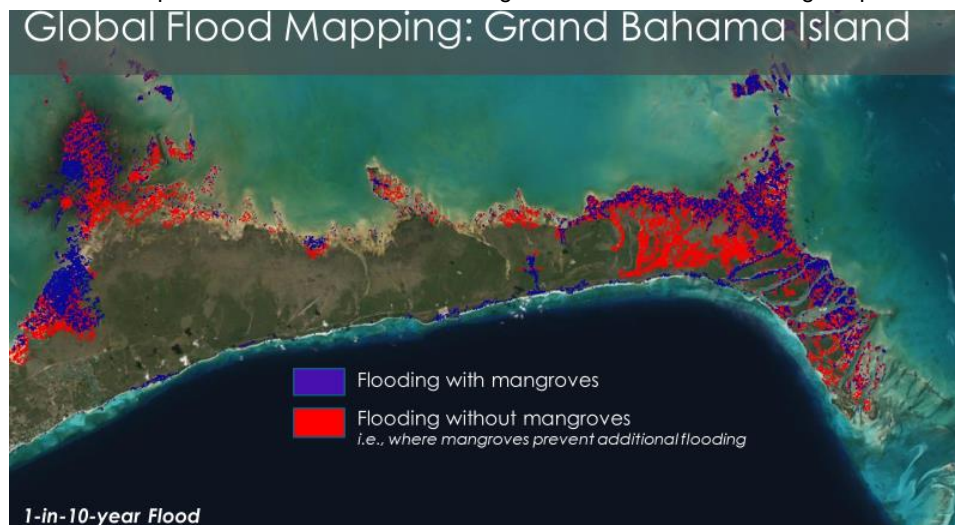 Global Flood Mapping: Grand Bahama Island
Flooding with mangroves
Flooding without mangroves
i.e., where mangroves prevent additional flooding
1-in-10-year Flood